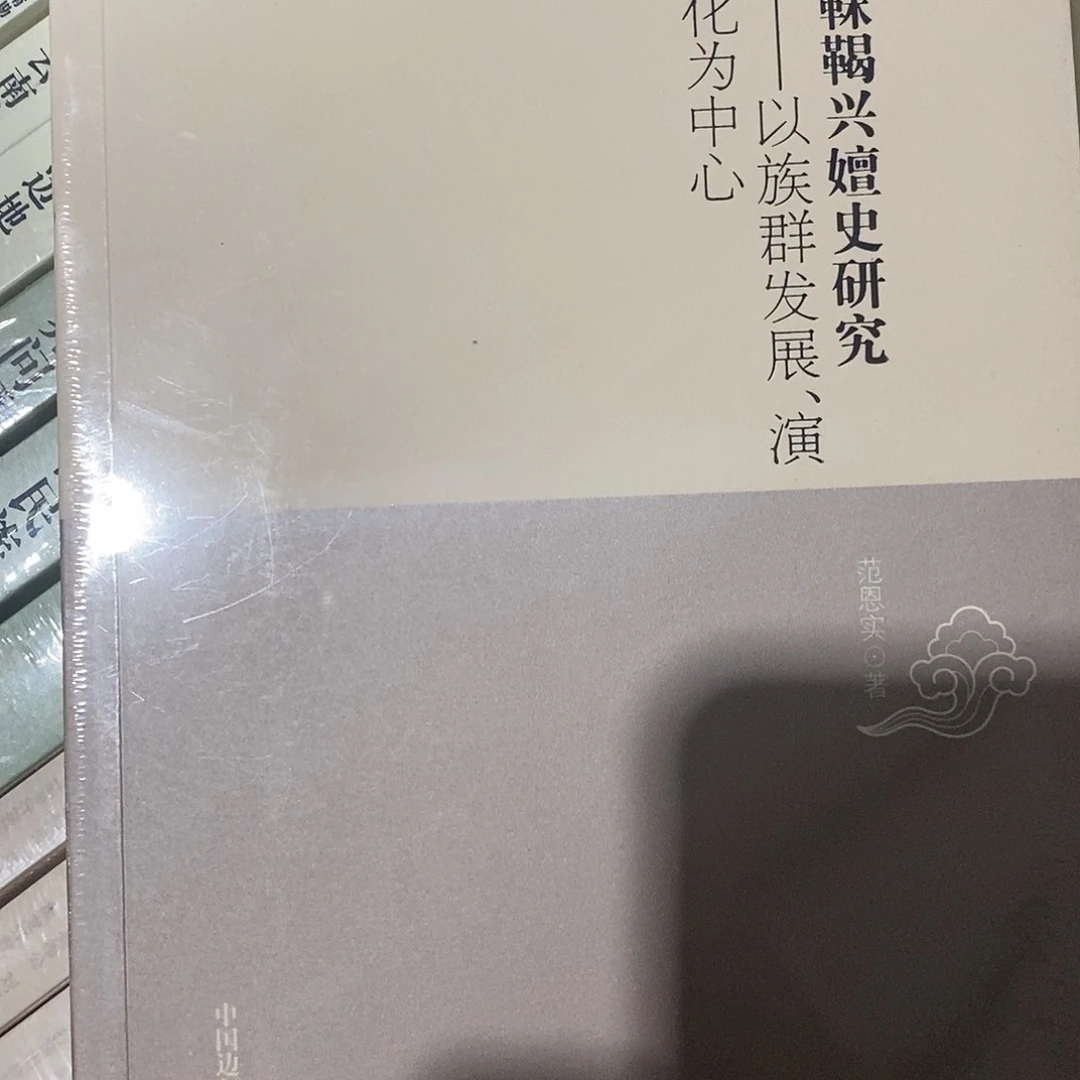 靺鞨兴嬗史研究
——以族群发展、演
化为中心
范恩实⊙著
中国边
云南
边地